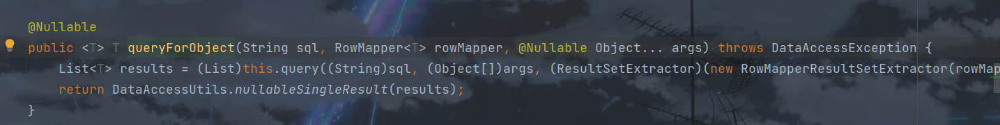 @Nullable
public <T> T queryForObject(String sql, RowMapper<T> rowMapper, @Nullable Object... args) throws DataAccessException {
List<T> results = (List)this.query((String)sql, (Object[])args, (ResultSetExtractor)(new RowMapperResultSetExtractor(rowMap
return DataAccessUtils.nullableSingleResult(results);
}